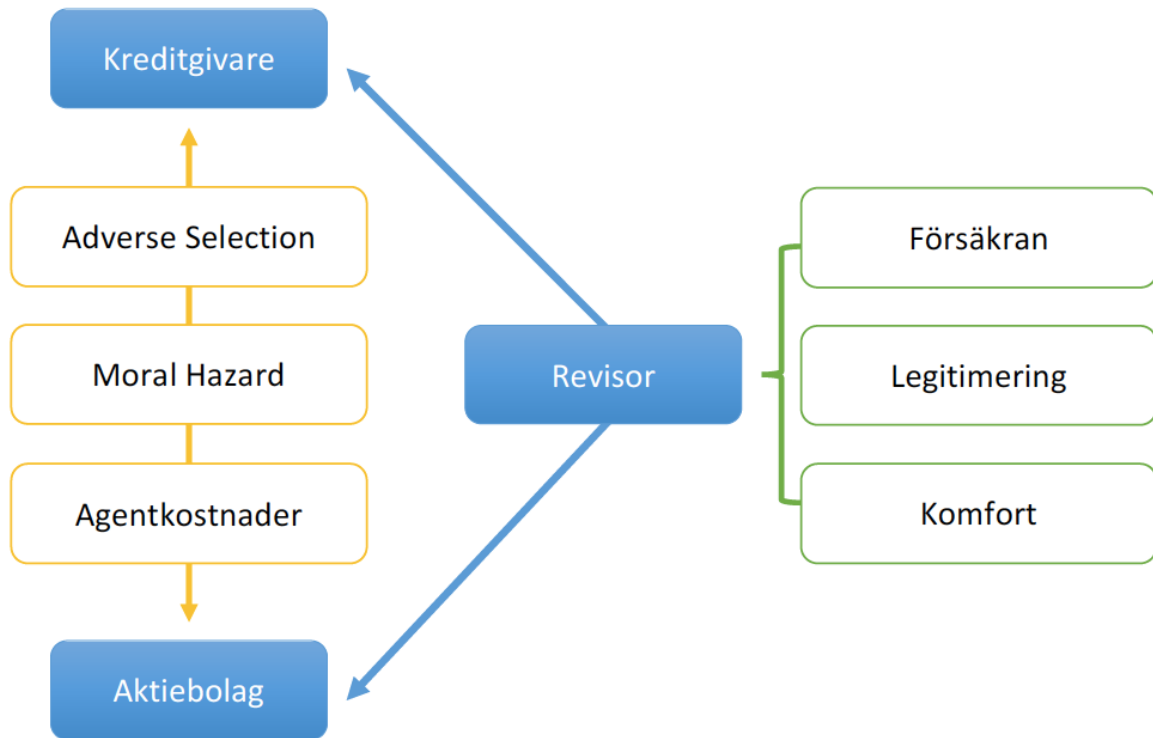 Kreditgivare
Adverse Selection
Moral Hazard
Agentkostnader
Aktiebolag
Revisor
Försäkran
Legitimering
Komfort